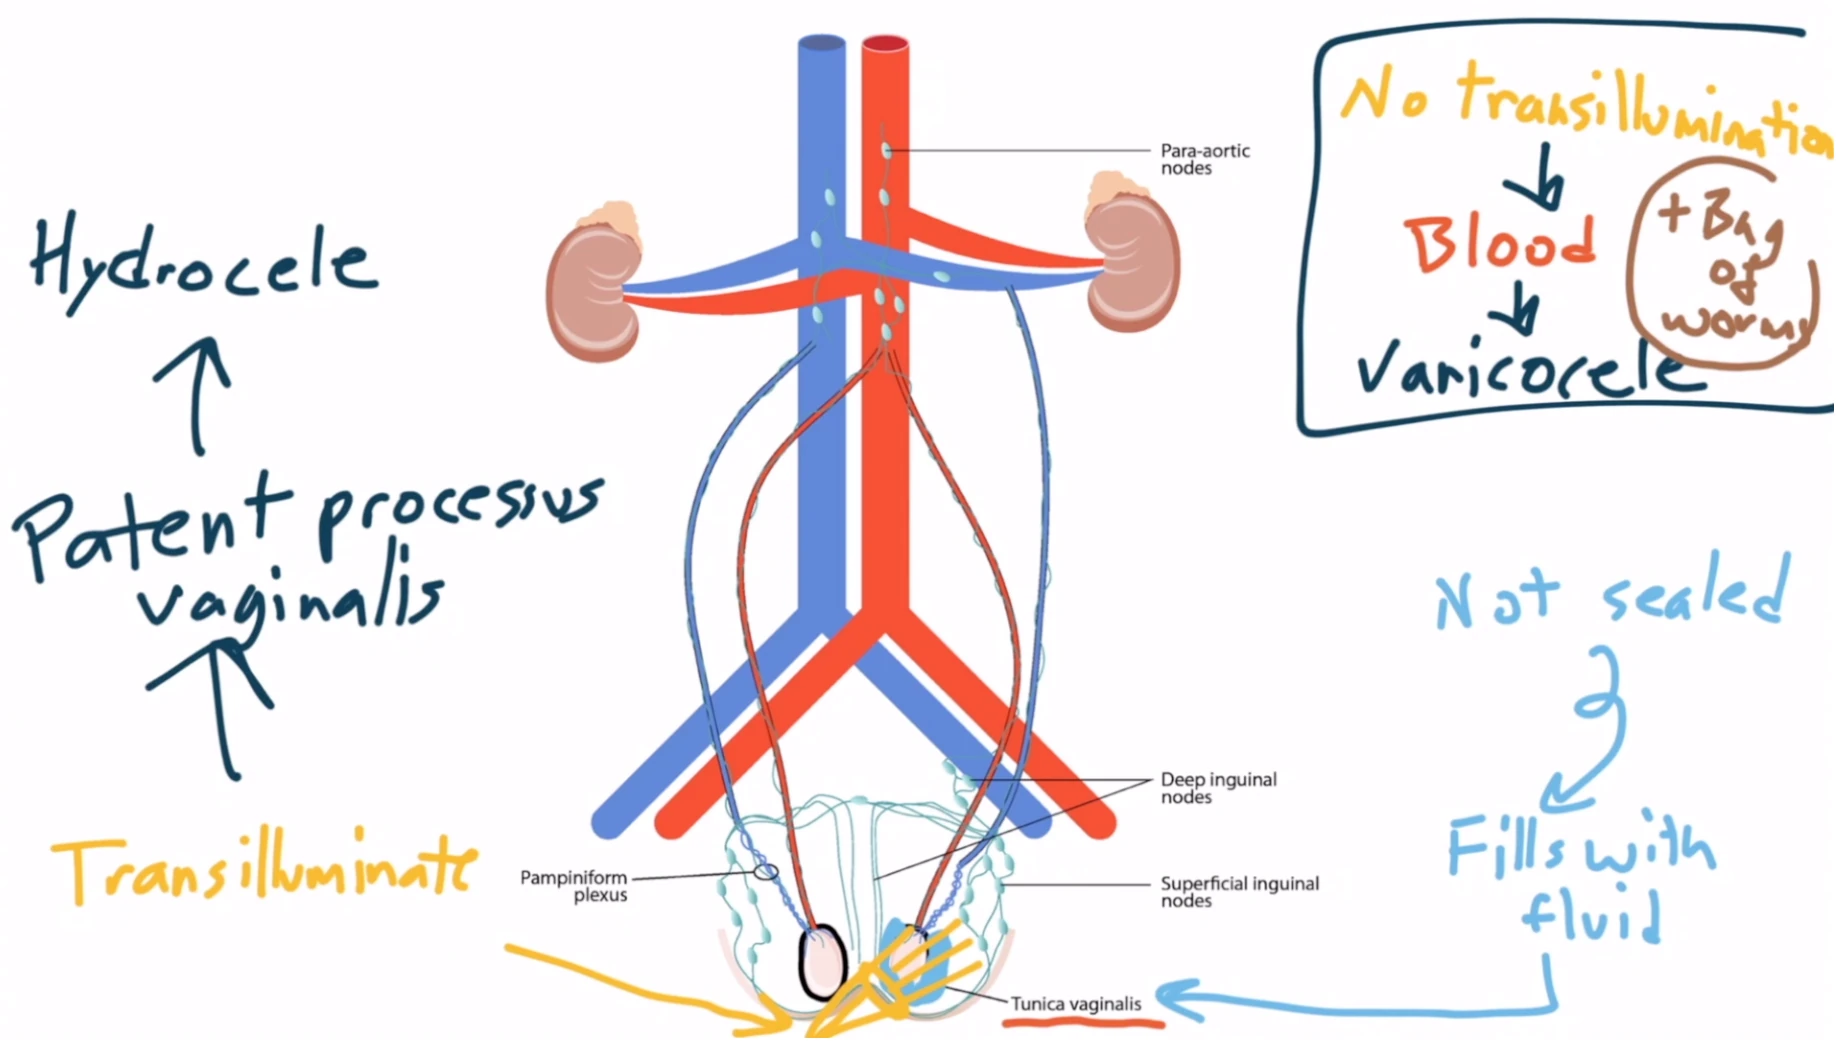 No transillumination
Blood
+ Bag
of
worms
Varicocele
Para-aortic
nodes
Hydrocele
Patent processus
vaginalis
Transilluminate
Not sealed
Fills with
fluid
Deep inguinal
nodes
Pampiniform
plexus
Superficial inguinal
nodes
Tunica vaginalis